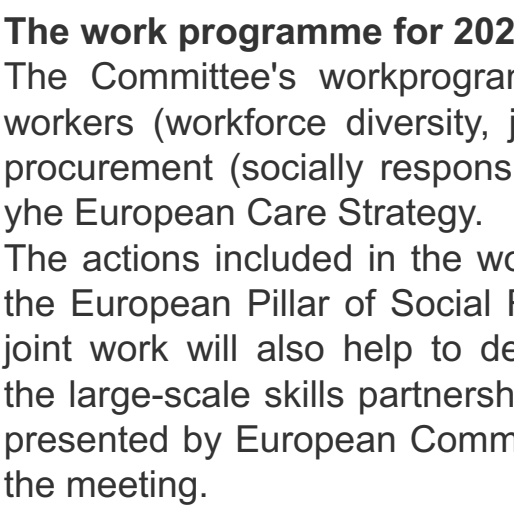 The work programme for 202
The Committee's workprogra
workers (workforce diversity,
procurement (socially respons
yhe European Care Strategy.
The actions included in the wo
the European Pillar of Social
joint work will also help to de
the large-scale skills partnersh
presented by European Comm
the meeting.